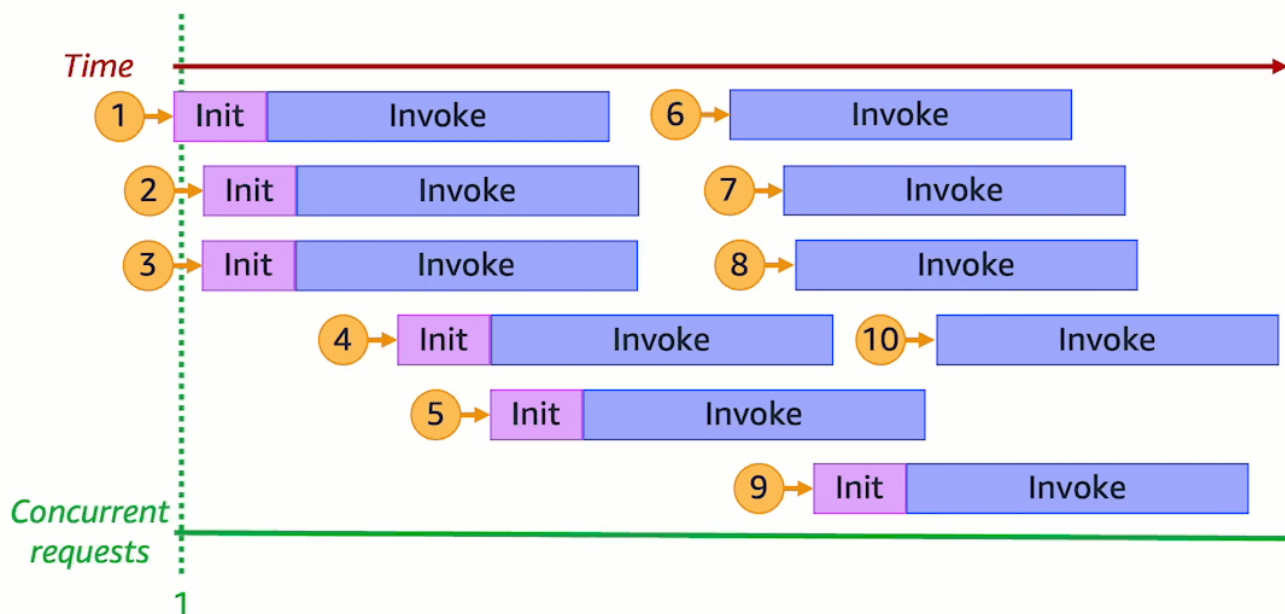 Time
1 Init Invoke 6 Invoke
2 Init Invoke 7 Invoke
3 Init Invoke 8 Invoke
4 Init Invoke 10 Invoke
5 Init Invoke
9 Init Invoke
Concurrent
requests
1